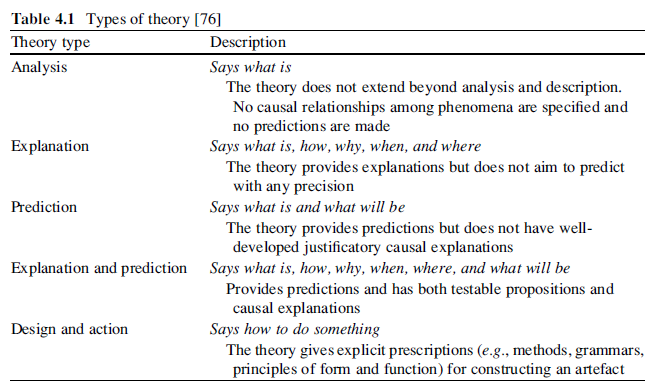 Table 4.1 Types of theory [76]
Theory type Description
Analysis Says what is
The theory does not extend beyond analysis and description.
No causal relationships among phenomena are specified and
no predictions are made
Explanation Says what is, how, why, when, and where
The theory provides explanations but does not aim to predict
with any precision
Prediction Says what is and what will be
The theory provides predictions but does not have well-
developed justificatory causal explanations
Explanation and prediction Says what is, how, why, when, where, and what will be
Provides predictions and has both testable propositions and
causal explanations
Design and action Says how to do something
The theory gives explicit prescriptions (e.g., methods, grammars,
principles of form and function) for constructing an artefact